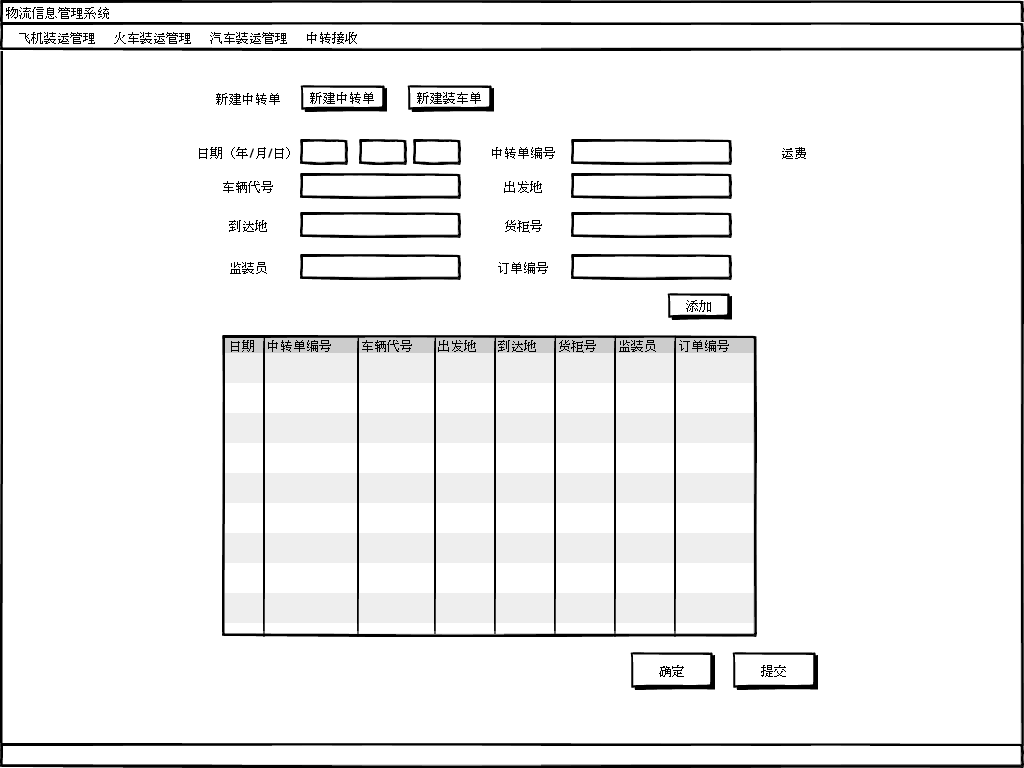 物流信息管理系统
飞机装运管理 火车装运管理 汽车装运管理 中转接收
新建中转单 新建中转单 新建装车单
日期（年/月/日） 中转单编号 运费
车辆代号 出发地
到达地 货柜号
监装员 订单编号
添加
日期 中转单编号 车辆代号 出发地 到达地 货柜号 监装员 订单编号
确定 提交